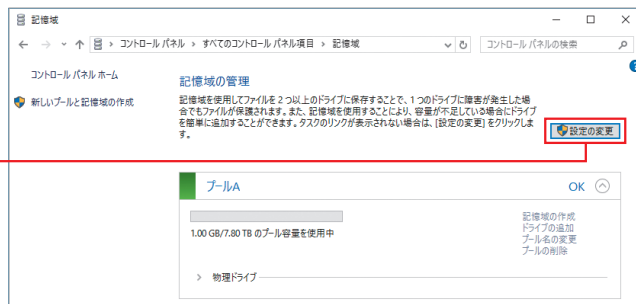 記憶域
コントロール パネル › すべてのコントロール パネル項目 › 記憶域
コントロール パネルの検索
コントロール パネル ホーム
新しいプールと記憶域の作成
記憶域の管理
記憶域を使用してファイルを 2 つ以上のドライブに保存することで、1 つのドライブに障害が発生した場
合でもファイルが保護されます。また、記憶域を使用することにより、容量が不足している場合にドライブ
を簡単に追加することができます。タスクのリンクが表示されない場合は、[設定の変更] をクリックしま
す。
設定の変更
プールA
OK
1.00 GB/7.80 TB のプール容量を使用中
記憶域の作成
ドライブの追加
プール名の変更
プールの削除
物理ドライブ